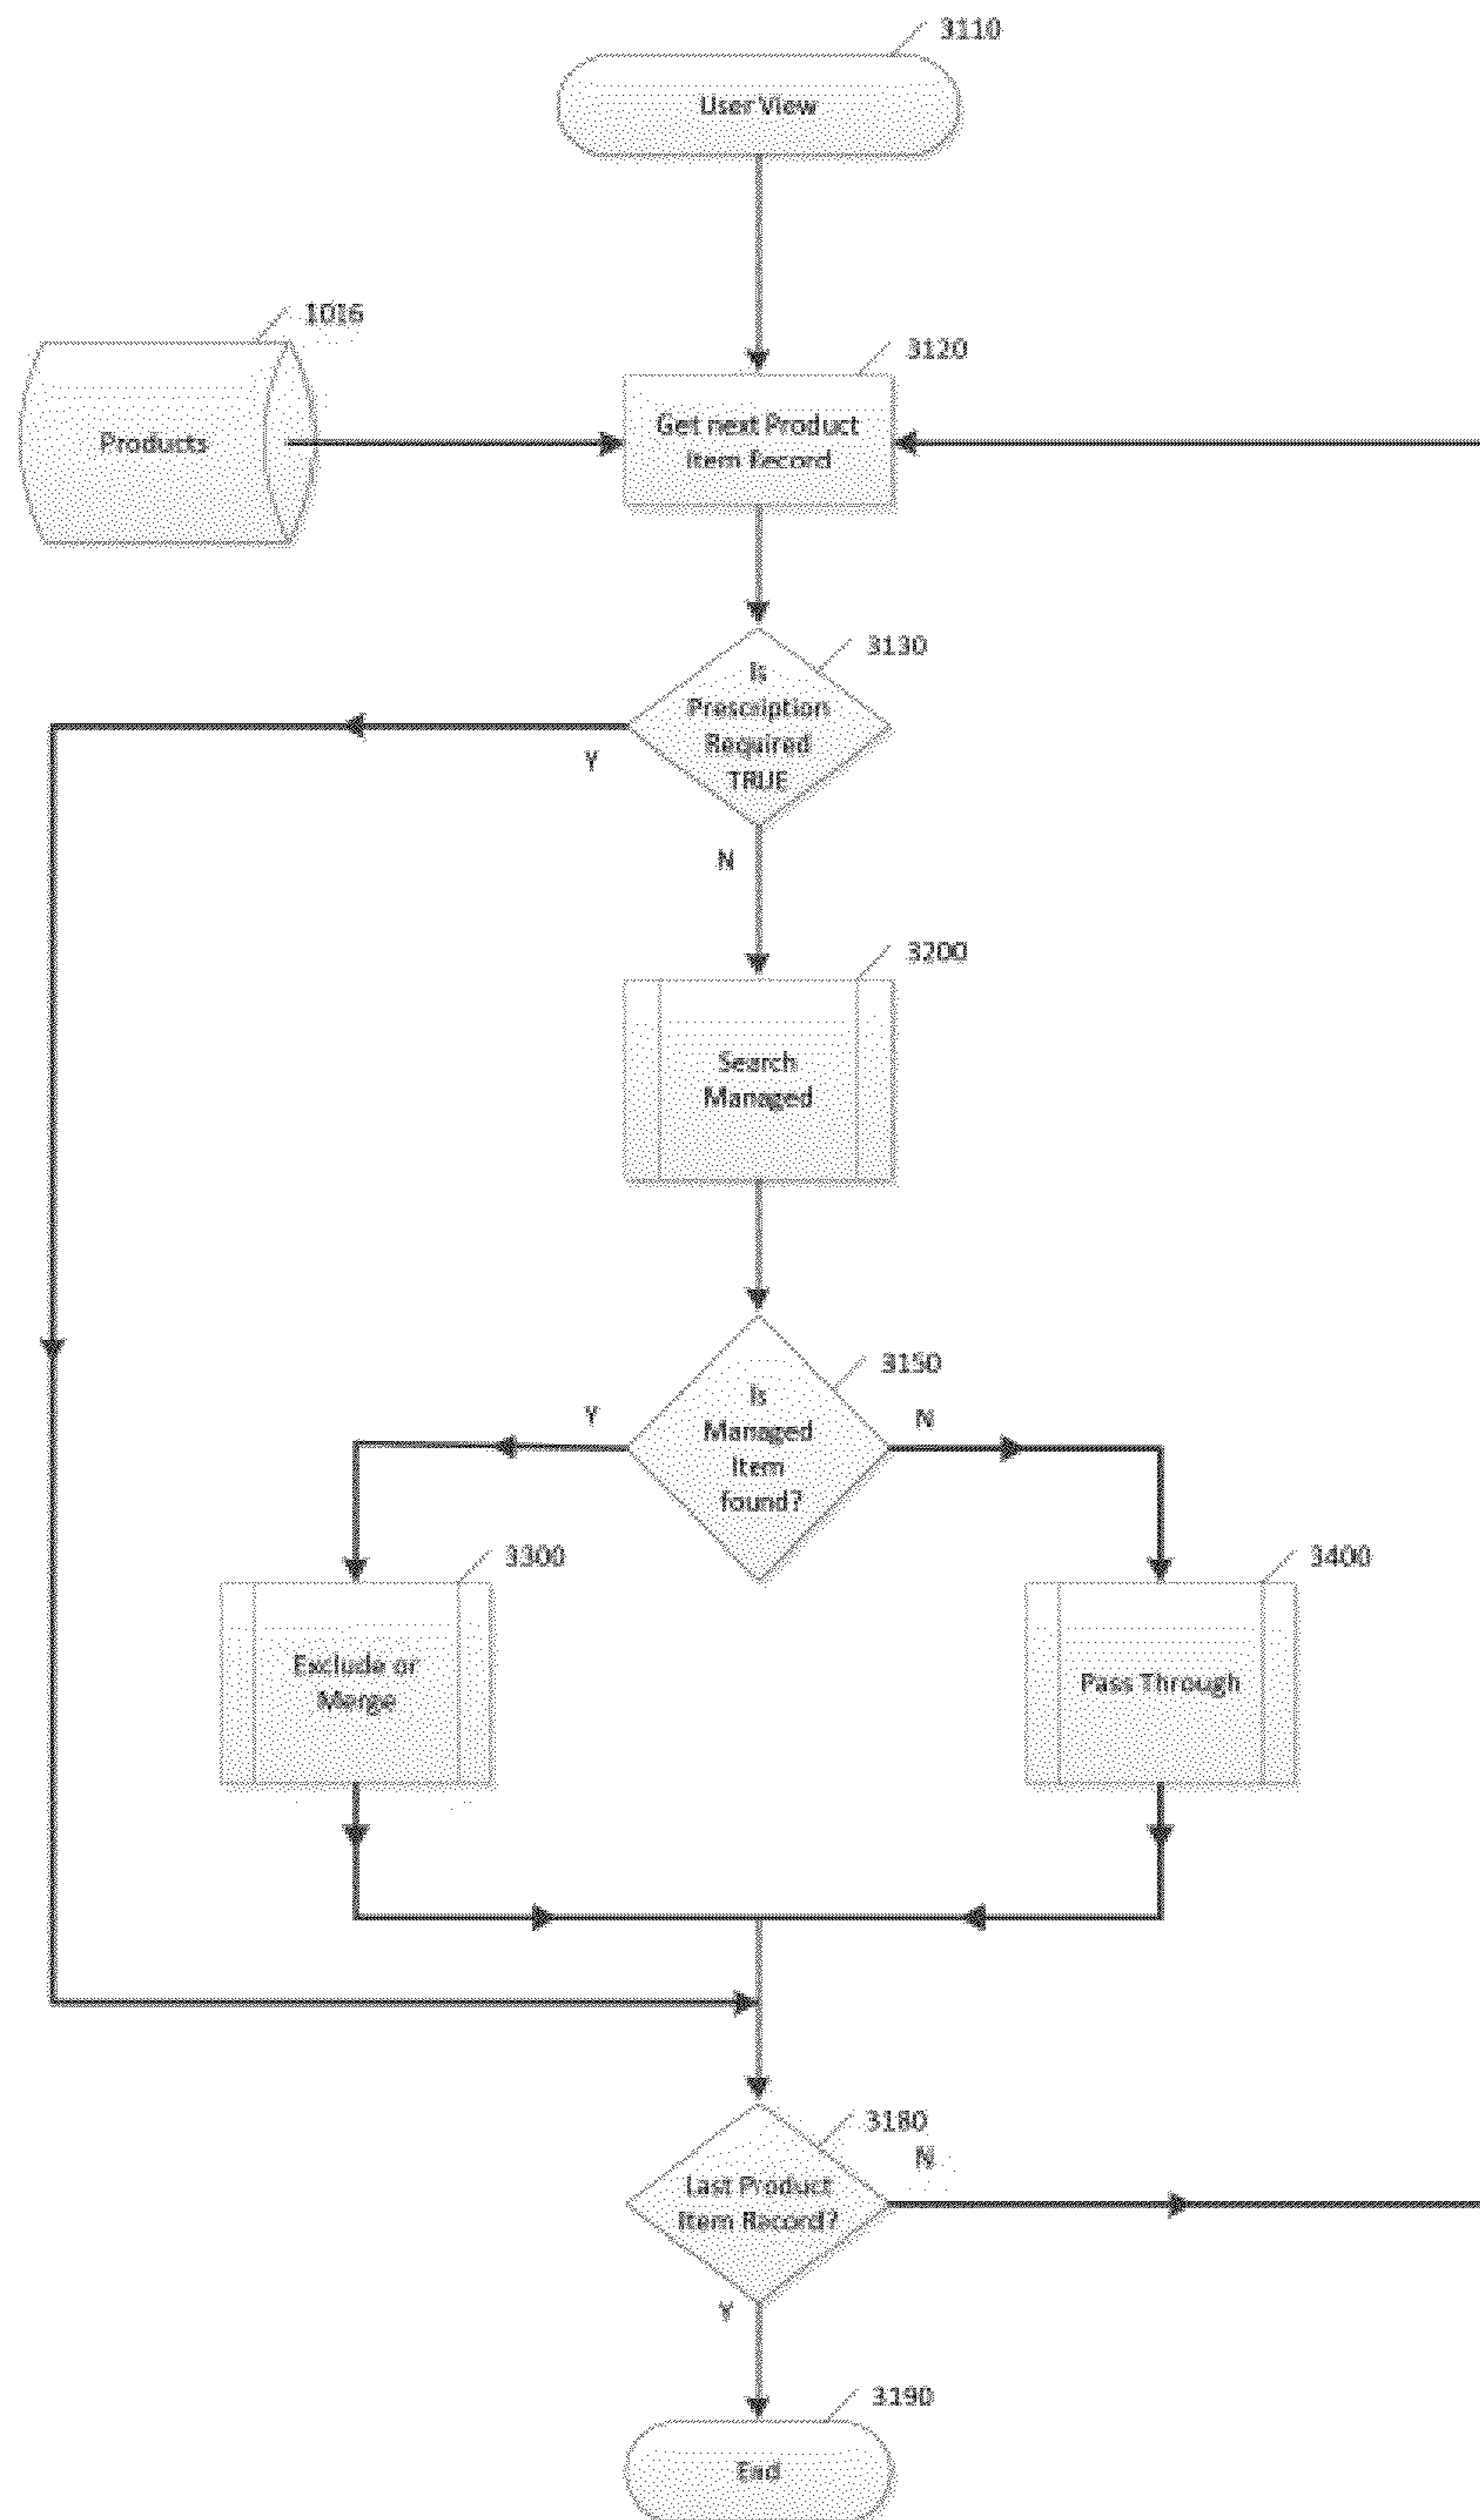 3110
User View
1016
Products
3120
Get next Product
Item Record
3130
Is
Prescription
Required
TRUE
Y
N
3200
Search
Managed
3150
Is
Managed
Item
found?
Y
N
3300
Exclude or
Merge
3400
Pass Through
3180
N
Last Product
Item Record?
Y
3190
End